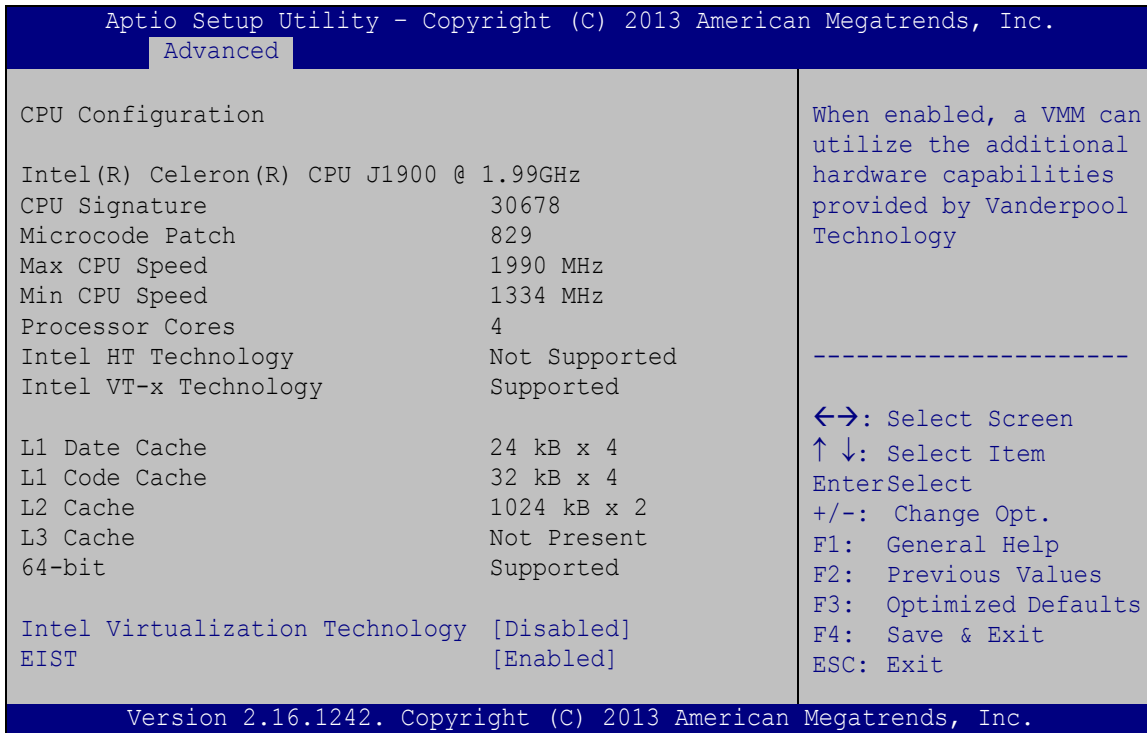 Aptio Setup Utility – Copyright (C) 2013 American Megatrends, Inc.
Advanced
CPU Configuration
Intel(R) Celeron(R) CPU J1900 @ 1.99GHz
CPU Signature 30678
Microcode Patch 829
Max CPU Speed 1990 MHz
Min CPU Speed 1334 MHz
Processor Cores 4
Intel HT Technology Not Supported
Intel VT-x Technology Supported
L1 Date Cache 24 kB x 4
L1 Code Cache 32 kB x 4
L2 Cache 1024 kB x 2
L3 Cache Not Present
64-bit Supported
Intel Virtualization Technology [Disabled]
EIST [Enabled]
When enabled, a VMM can
utilize the additional
hardware capabilities
provided by Vanderpool
Technology
----------------------
←→: Select Screen
↑ ↓: Select Item
EnterSelect
+/-: Change Opt.
F1: General Help
F2: Previous Values
F3: Optimized Defaults
F4: Save & Exit
ESC: Exit
Version 2.16.1242. Copyright (C) 2013 American Megatrends, Inc.